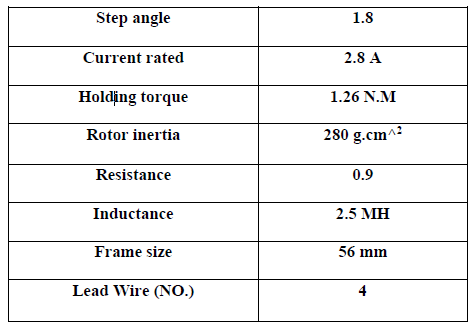 Step angle 1.8
Current rated 2.8 A
Holding torque 1.26 N.M
Rotor inertia 280 g.cm^2
Resistance 0.9
Inductance 2.5 MH
Frame size 56 mm
Lead Wire (NO.) 4